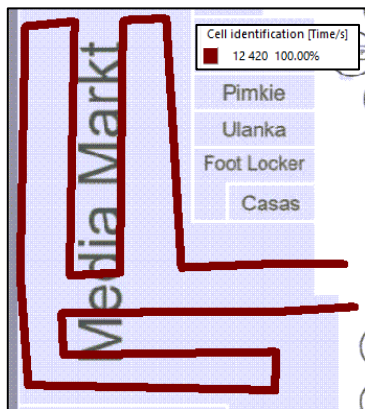 Cell identification [Time/s]
12 420 100.00%
Pimkie
Ulanka
Foot Locker
Casas
Media Markt